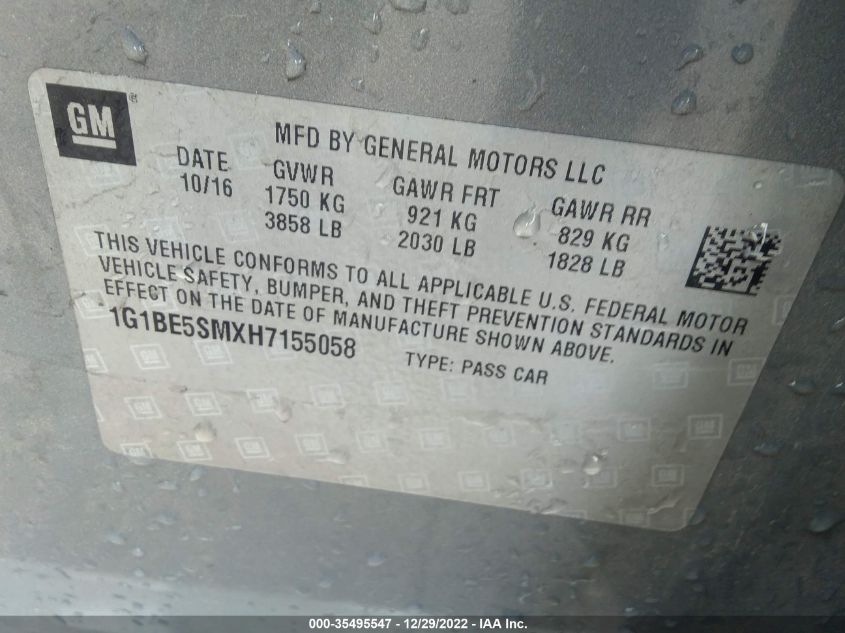 GM
MFD BY GENERAL MOTORS LLC
DATE GVWR GAWR FRT GAWR RR
10/16 1750 KG 921 KG 829 KG
3858 LB 2030 LB 1828 LB
THIS VEHICLE CONFORMS TO ALL APPLICABLE U.S. FEDERAL MOTOR
VEHICLE SAFETY, BUMPER, AND THEFT PREVENTION STANDARDS IN
EFFECT ON THE DATE OF MANUFACTURE SHOWN ABOVE.
1G1BE5SMXH7155058 TYPE: PASS CAR
000-35495547 - 12/29/2022 - IAA Inc.